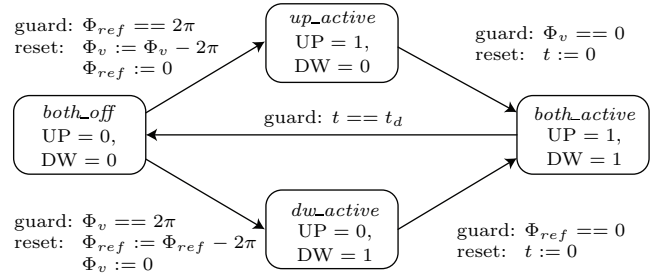 guard: Φ_ref == 2π
reset: Φ_v := Φ_v − 2π
Φ_ref := 0
up_active
UP = 1,
DW = 0
guard: Φ_v == 0
reset: t := 0
both_off
UP = 0,
DW = 0
guard: t == t_d
both_active
UP = 1,
DW = 1
guard: Φ_v == 2π
reset: Φ_ref := Φ_ref − 2π
Φ_v := 0
dw_active
UP = 0,
DW = 1
guard: Φ_ref == 0
reset: t := 0